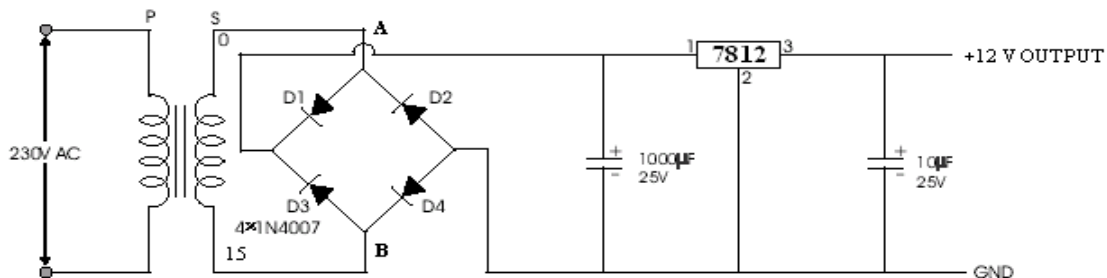 P
S
0
A
1
7812
3
+12 V OUTPUT
2
D1
D2
230V AC
+
1000µF
-
25V
+
10µF
-
25V
D3
D4
4×1N4007
15
B
GND